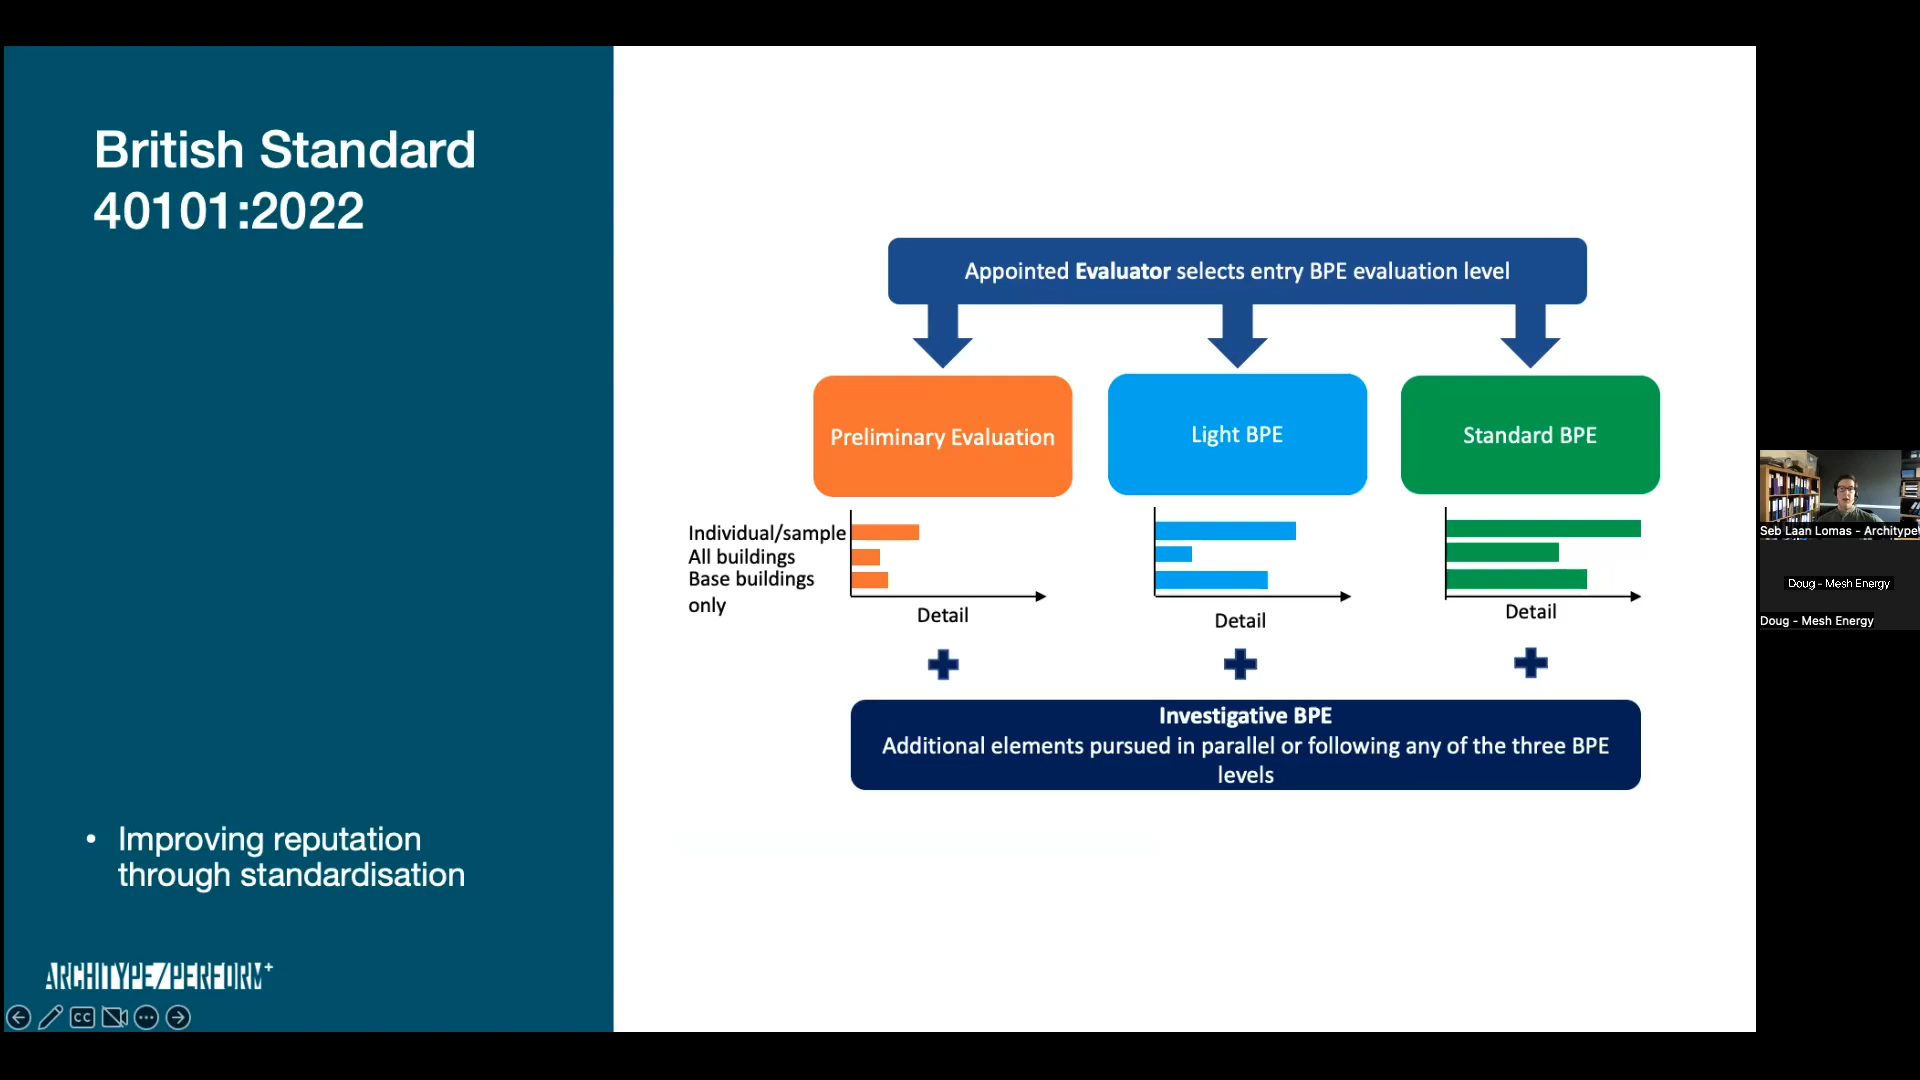 British Standard
40101:2022
Improving reputation
through standardisation
ARCHITYPE/PERFORM+
CC
Appointed Evaluator selects entry BPE evaluation level
Preliminary Evaluation
Light BPE
Standard BPE
Individual/sample
All buildings
Base buildings
only
Detail
Detail
Detail
Investigative BPE
Additional elements pursued in parallel or following any of the three BPE
levels
Seb Laan Lomas - Architype
Doug - Mesh Energy
Doug - Mesh Energy